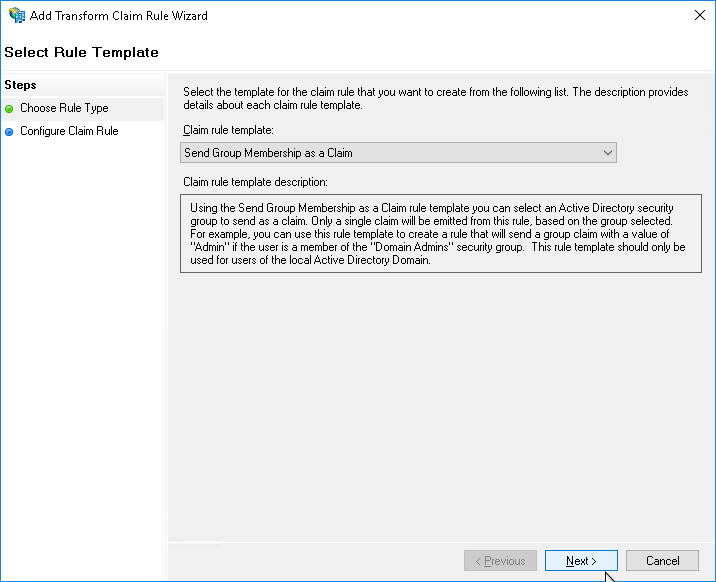 Add Transform Claim Rule Wizard
Select Rule Template
Steps
Choose Rule Type
Configure Claim Rule
Select the template for the claim rule that you want to create from the following list. The description provides
details about each claim rule template.
Claim rule template:
Send Group Membership as a Claim
Claim rule template description:
Using the Send Group Membership as a Claim rule template you can select an Active Directory security
group to send as a claim. Only a single claim will be emitted from this rule, based on the group selected.
For example, you can use this rule template to create a rule that will send a group claim with a value of
"Admin" if the user is a member of the "Domain Admins" security group. This rule template should only be
used for users of the local Active Directory Domain.
< Previous
Next >
Cancel